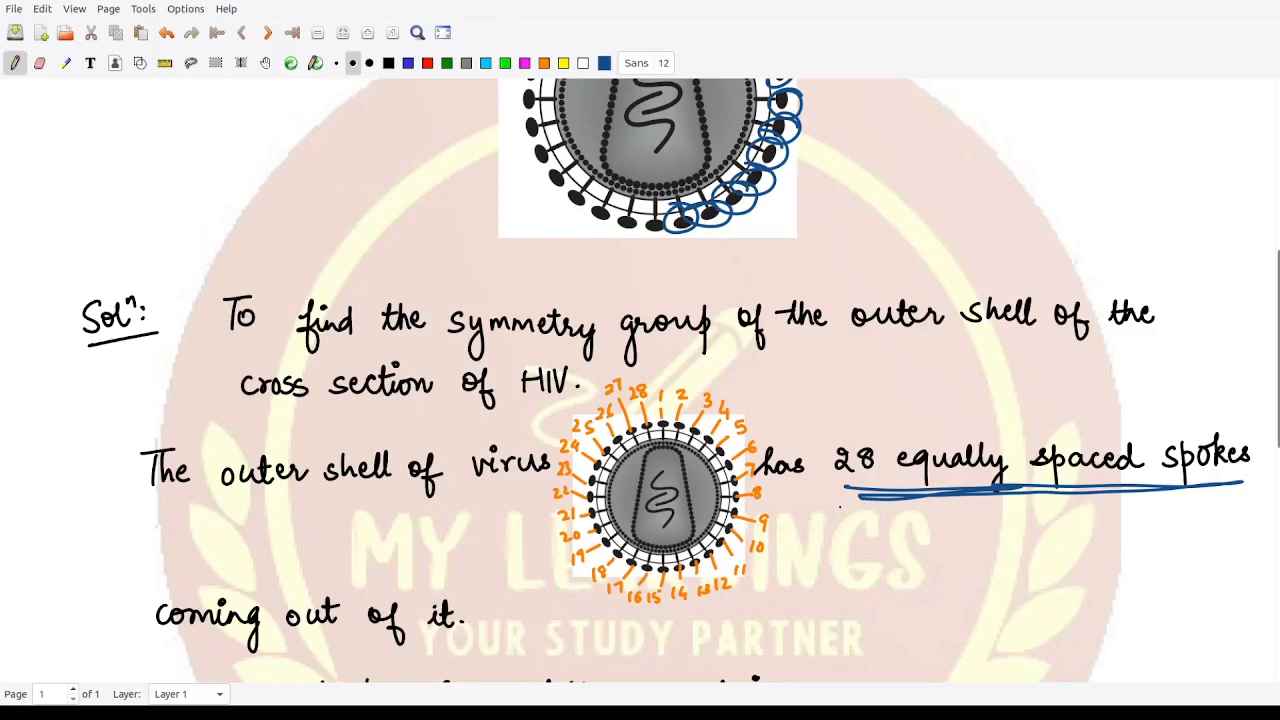 File Edit View Page Tools Options Help
Sans 12
Solⁿ: To find the symmetry group of the outer shell of the
cross section of HIV.
27 28 1 2 3 4 5 6 7 8 9 10 11 12 13 14 15 16 17 18 19 20 21 22 23 24 25 26
The outer shell of virus has 28 equally spaced spokes
coming out of it.
YOUR STUDY PARTNER
Page 1 of 1 Layer: Layer 1